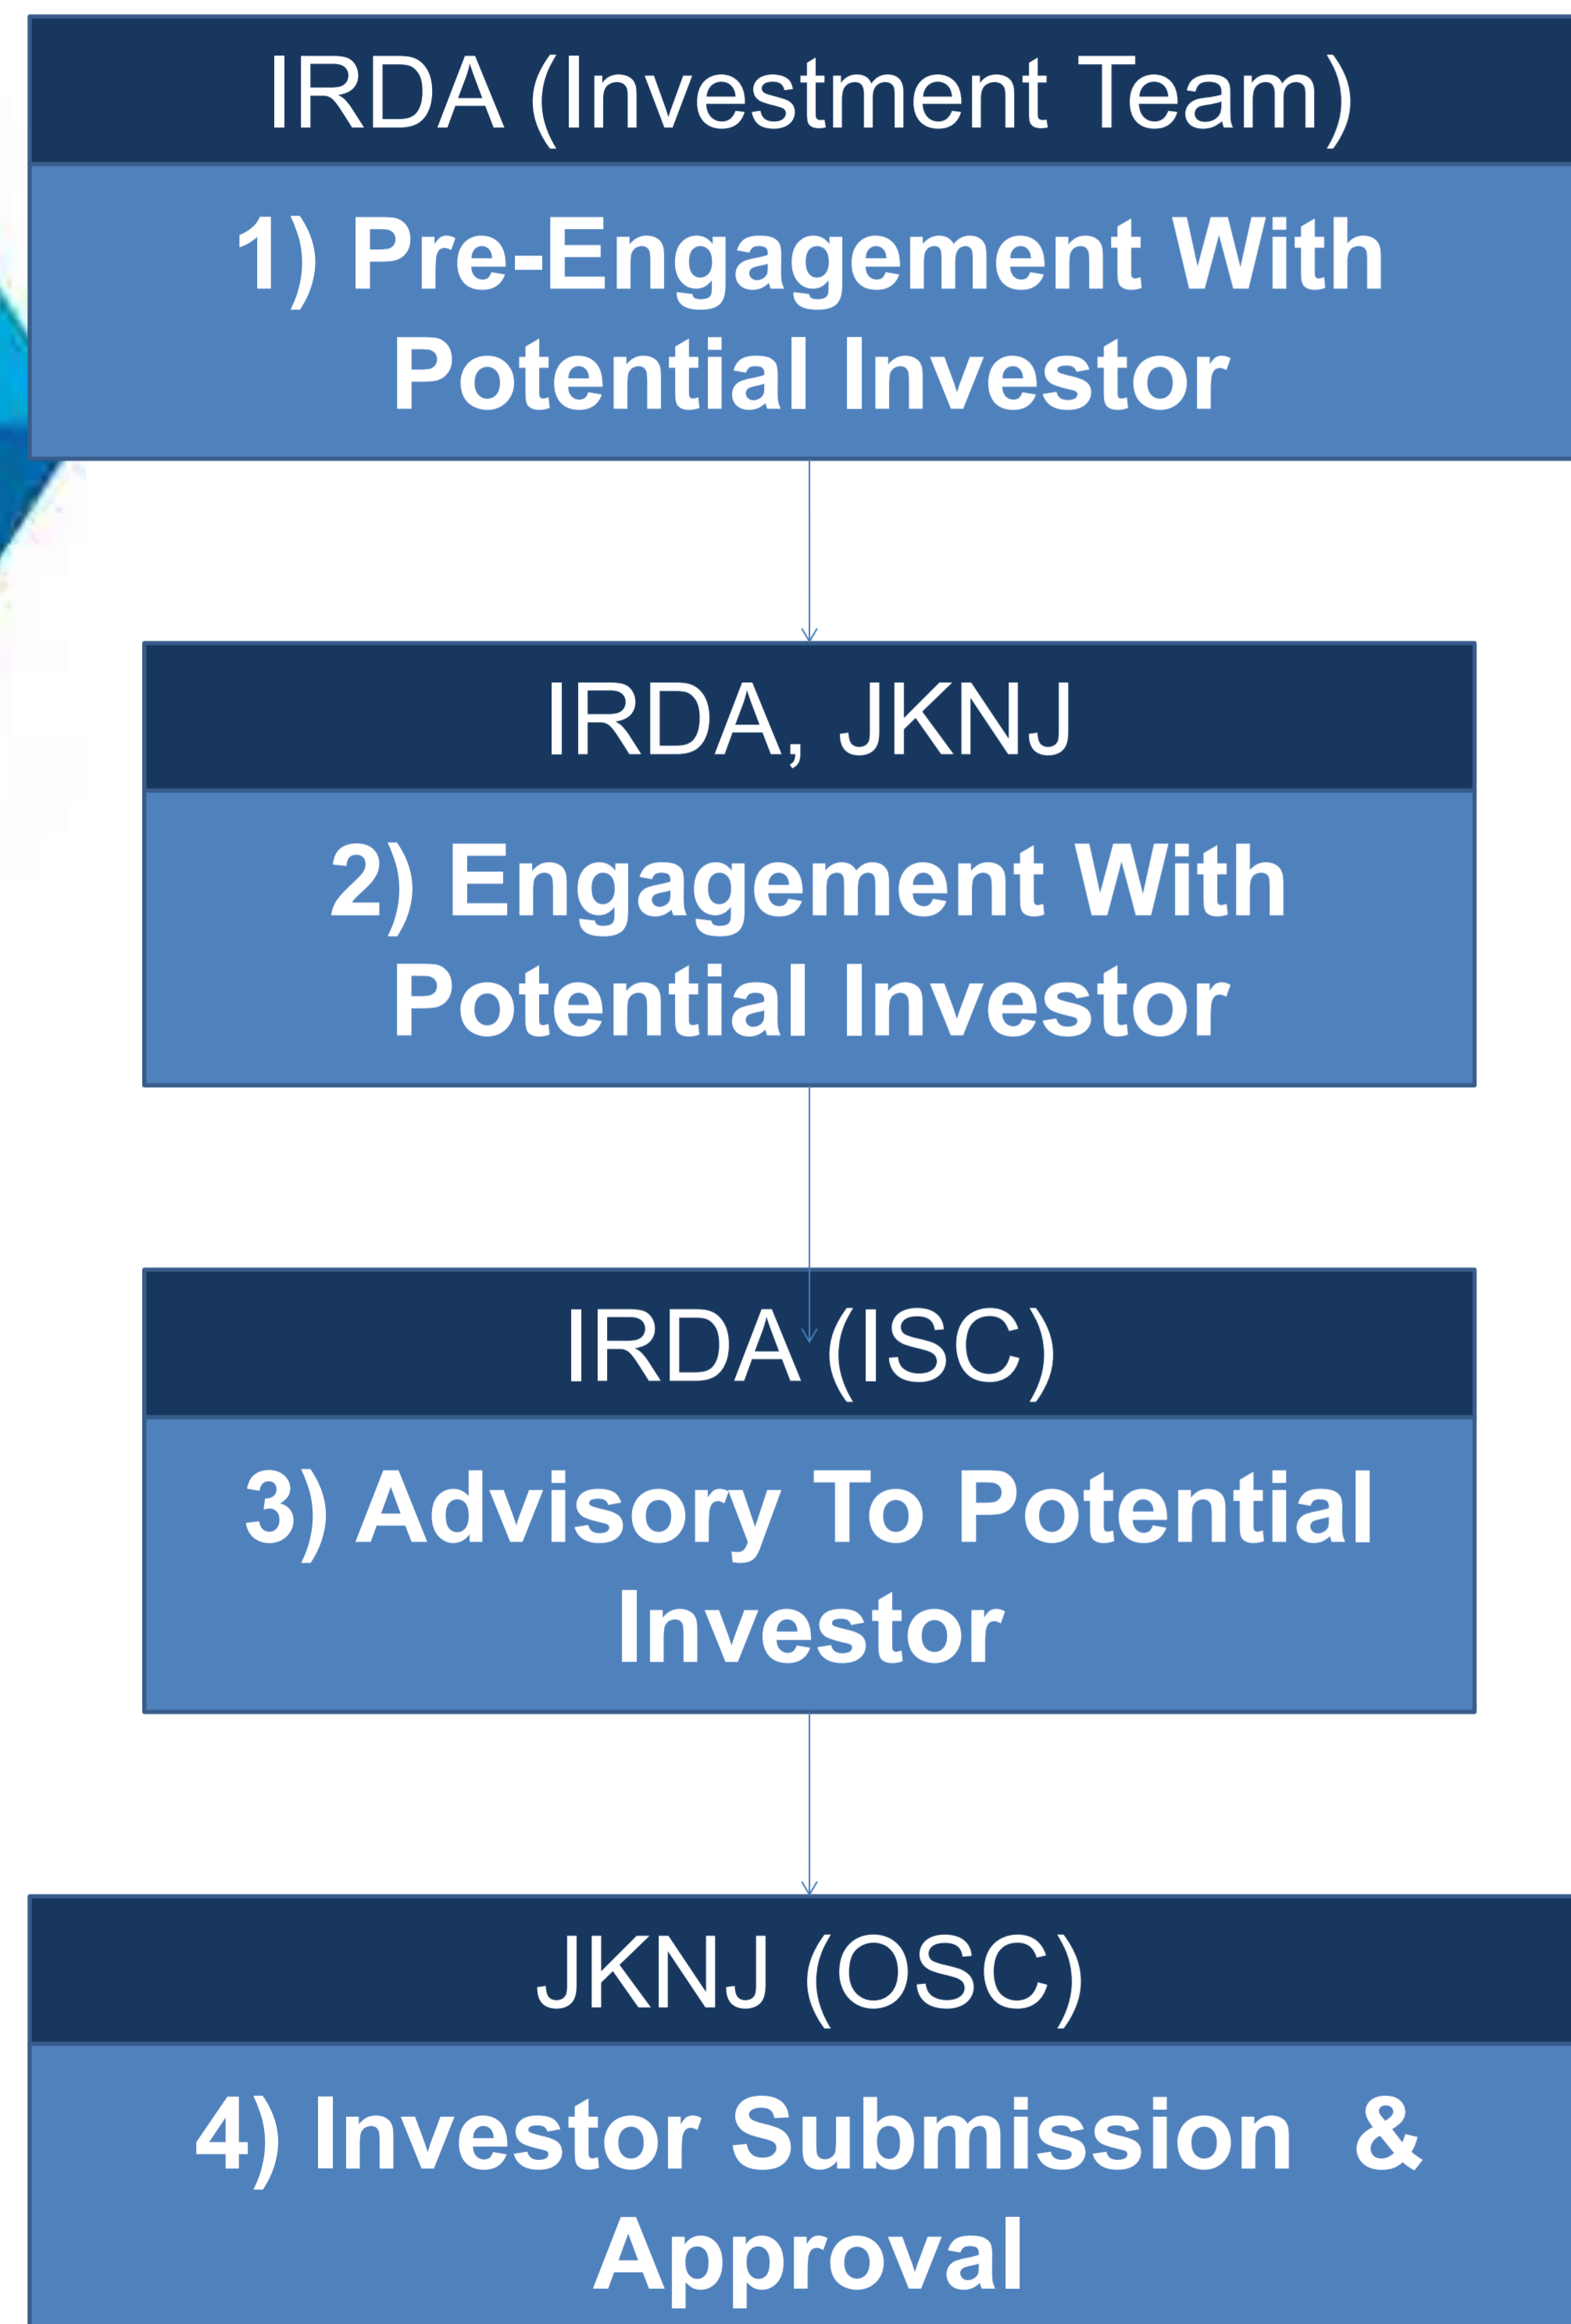 IRDA (Investment Team)
1) Pre-Engagement With
Potential Investor
IRDA, JKNJ
2) Engagement With
Potential Investor
IRDA (ISC)
3) Advisory To Potential
Investor
JKNJ (OSC)
4) Investor Submission &
Approval